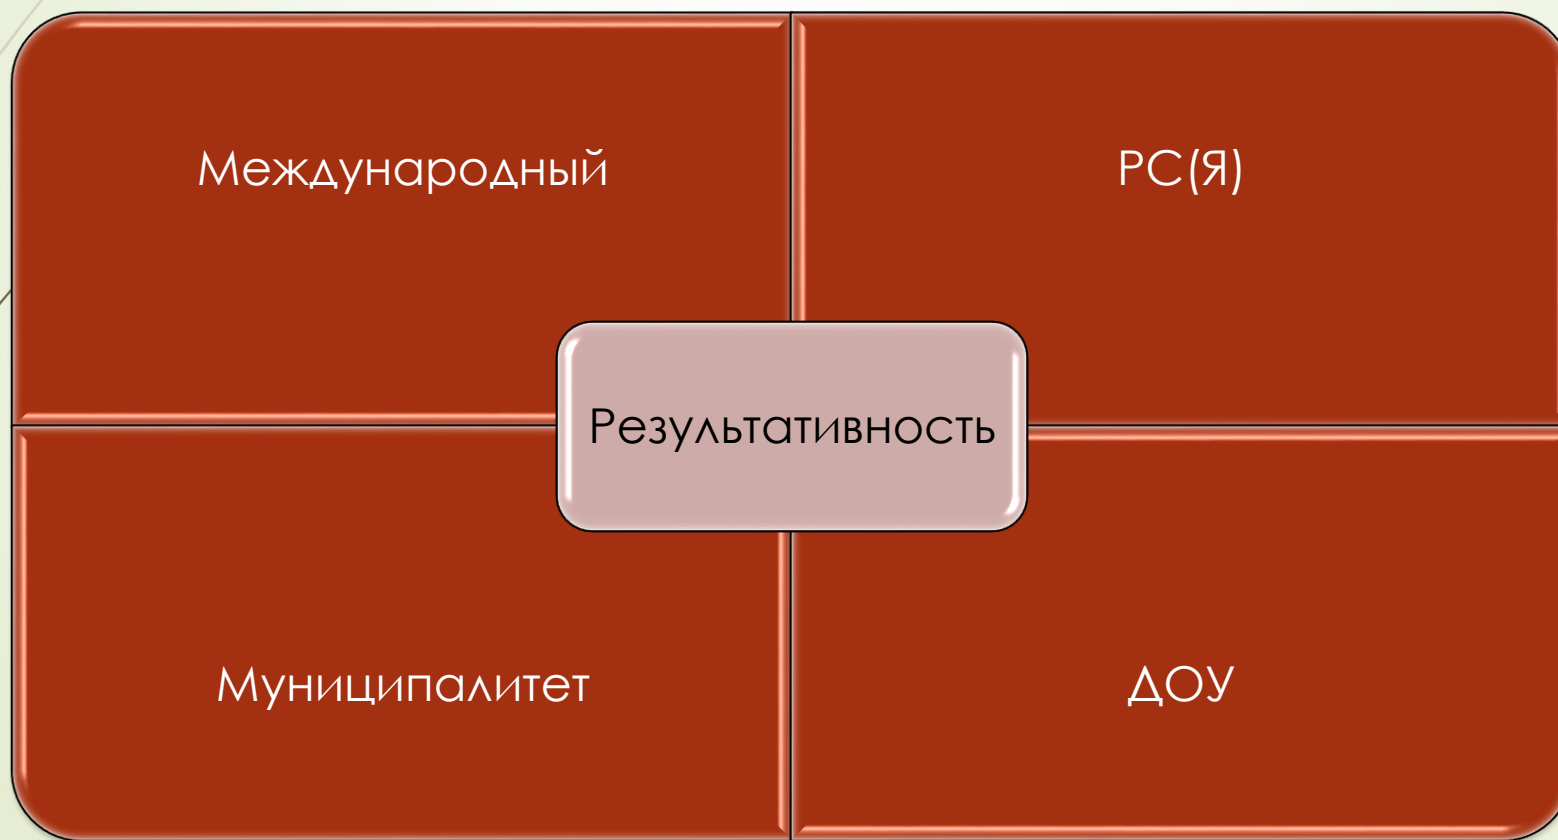 Международный
РС(Я)
Результативность
Муниципалитет
ДОУ